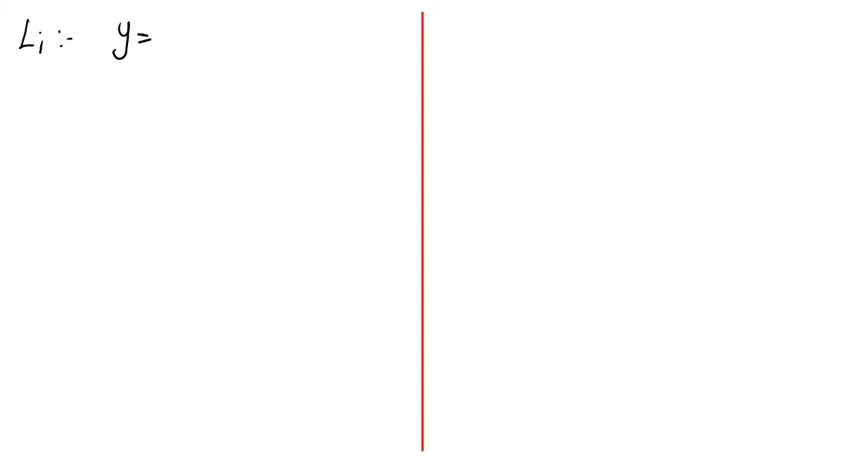 L₁ :- y=